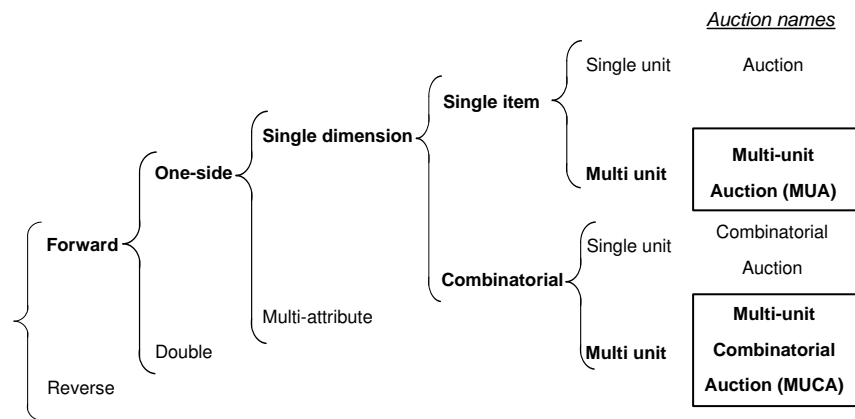 Auction names
Single unit Auction
Single item
Single dimension
Multi-unit
One-side Multi unit
Auction (MUA)
Forward
Combinatorial
Single unit
Auction
Combinatorial
Multi-attribute
Multi-unit
Double
Multi unit Combinatorial
Reverse
Auction (MUCA)